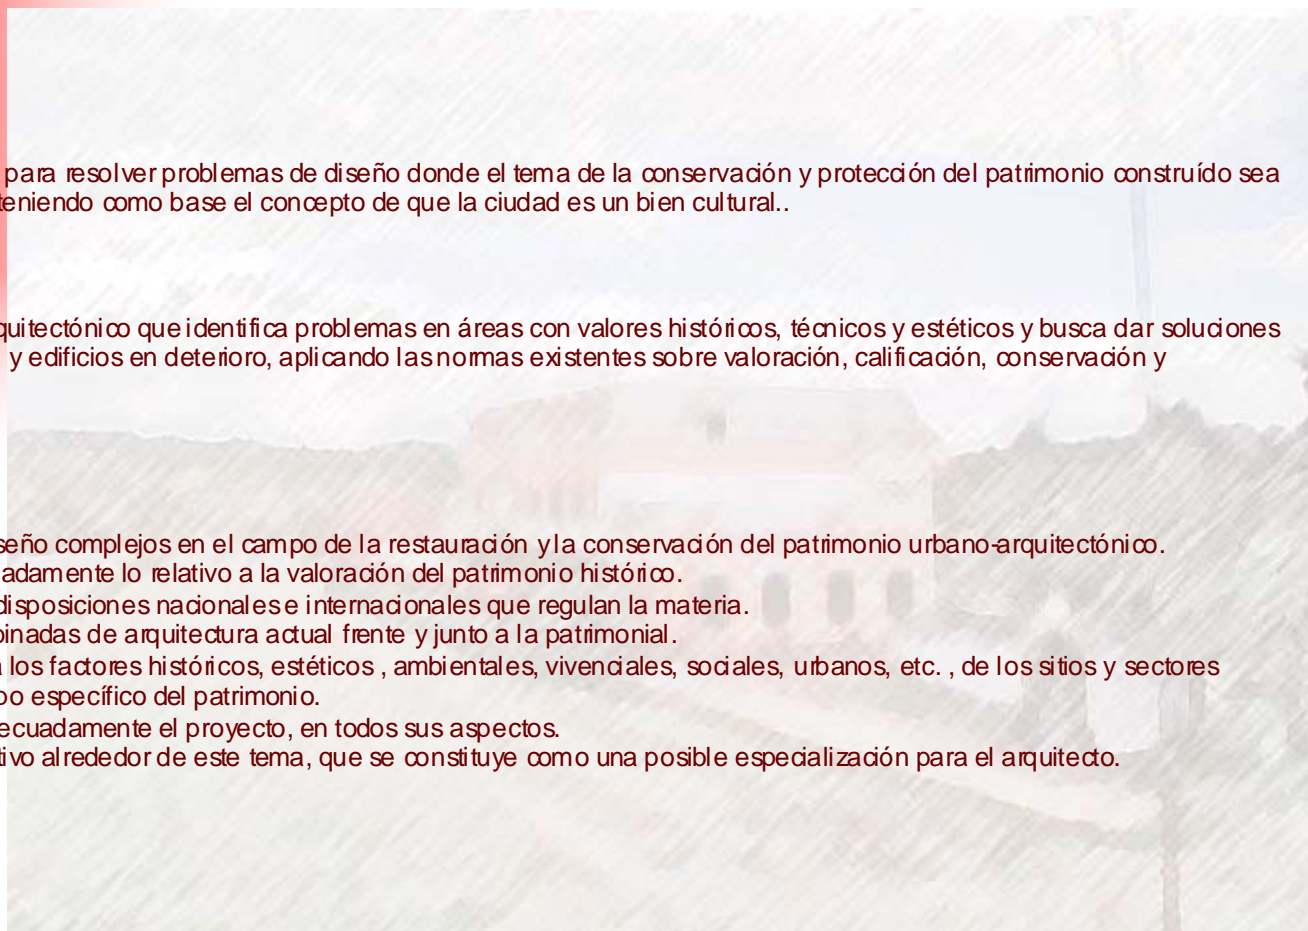 para resolver problemas de diseño donde el tema de la conservación y protección del patrimonio construído sea
teniendo como base el concepto de que la ciudad es un bien cultural..
quitectónico que identifica problemas en áreas con valores históricos, técnicos y estéticos y busca dar soluciones
y edificios en deterioro, aplicando las normas existentes sobre valoración, calificación, conservación y
seño complejos en el campo de la restauración y la conservación del patrimonio urbano-arquitectónico.
adamente lo relativo a la valoración del patrimonio histórico.
disposiciones nacionales e internacionales que regulan la materia.
binadas de arquitectura actual frente y junto a la patrimonial.
a los factores históricos, estéticos , ambientales, vivenciales, sociales, urbanos, etc. , de los sitios y sectores
po específico del patrimonio.
ecuadamente el proyecto, en todos sus aspectos.
tivo alrededor de este tema, que se constituye como una posible especialización para el arquitecto.